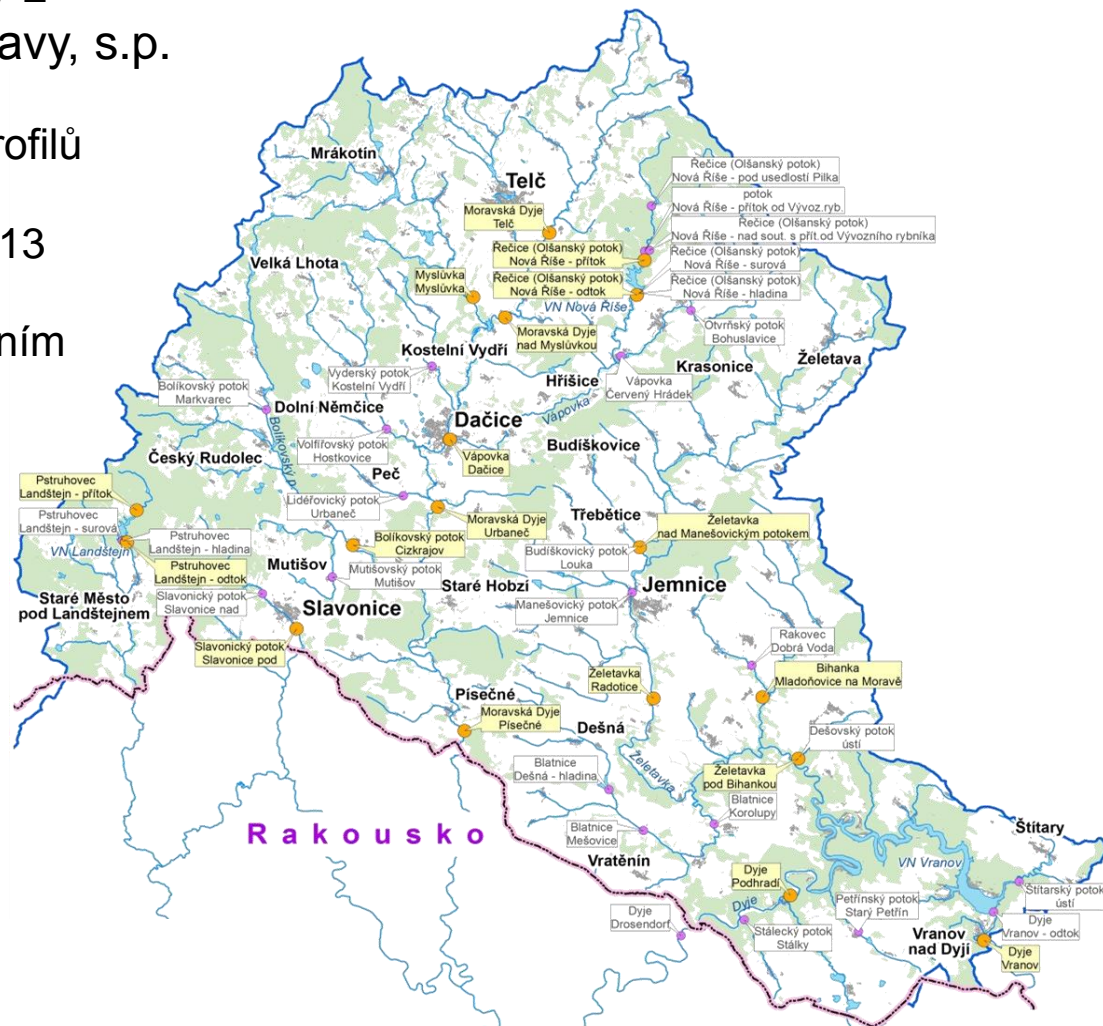 avy, s.p.
rofilů
13
ním
Mrákotín
Telč
Řečice (Olšanský potok)
Nová Říše - pod usedlostí Pilka
potok
Nová Říše - přítok od Vývoz.ryb.
Řečice (Olšanský potok)
Nová Říše - nad sout. s přít.od Vývozního rybníka
Moravská Dyje
Telč
Řečice (Olšanský potok)
Nová Říše - přítok
Řečice (Olšanský potok)
Nová Říše - surová
Velká Lhota
Myslůvka
Myslůvka
Řečice (Olšanský potok)
Nová Říše - odtok
Řečice (Olšanský potok)
Nová Říše - hladina
VN Nová Říše
Moravská Dyje
nad Myslůvkou
Otvrňský potok
Bohuslavice
Kostelní Vydří
Želetava
Krasonice
Vyderský potok
Kostelní Vydří
Hříšice
Vápovka
Červený Hrádek
Bolíkovský potok
Markvarec
Dolní Němčice
Vápovka
Dačice
Bolíkovský p.
Volfířovský potok
Hostkovice
Vápovka
Dačice
Budíškovice
Český Rudolec
Peč
Pstruhovec
Landštejn - přítok
Lidéřovický potok
Urbaneč
Moravská Dyje
Urbaneč
Třebětice
Želetavka
nad Manešovickým potokem
Pstruhovec
Landštejn - surová
Pstruhovec
Landštejn - hladina
VN Landštejn
Bolíkovský potok
Cizkrajov
Budíškovický potok
Louka
Pstruhovec
Landštejn - odtok
Mutišov
Mutišovský potok
Mutišov
Staré Hobzí
Jemnice
Staré Město
pod Landštejnem
Slavonický potok
Slavonice nad
Slavonice
Manešovický potok
Jemnice
Slavonický potok
Slavonice pod
Rakovec
Dobrá Voda
Želetavka
Radotice
Bihanka
Mladoňovice na Moravě
Písečné
Moravská Dyje
Písečné
Dešná
Dešovský potok
ústí
Blatnice
Dešná - hladina
Želetavka
Želetavka
pod Bihankou
Blatnice
Korolupy
Rakousko
Blatnice
Mešovice
Vratěnín
Štítary
VN Vranov
Dyje
Podhradí
Štítarský potok
ústí
Dyje
Petřínský potok
Starý Petřín
Dyje
Drosendorf
Stálecký potok
Stálky
Vranov
nad Dyjí
Dyje
Vranov - odtok
Dyje
Vranov